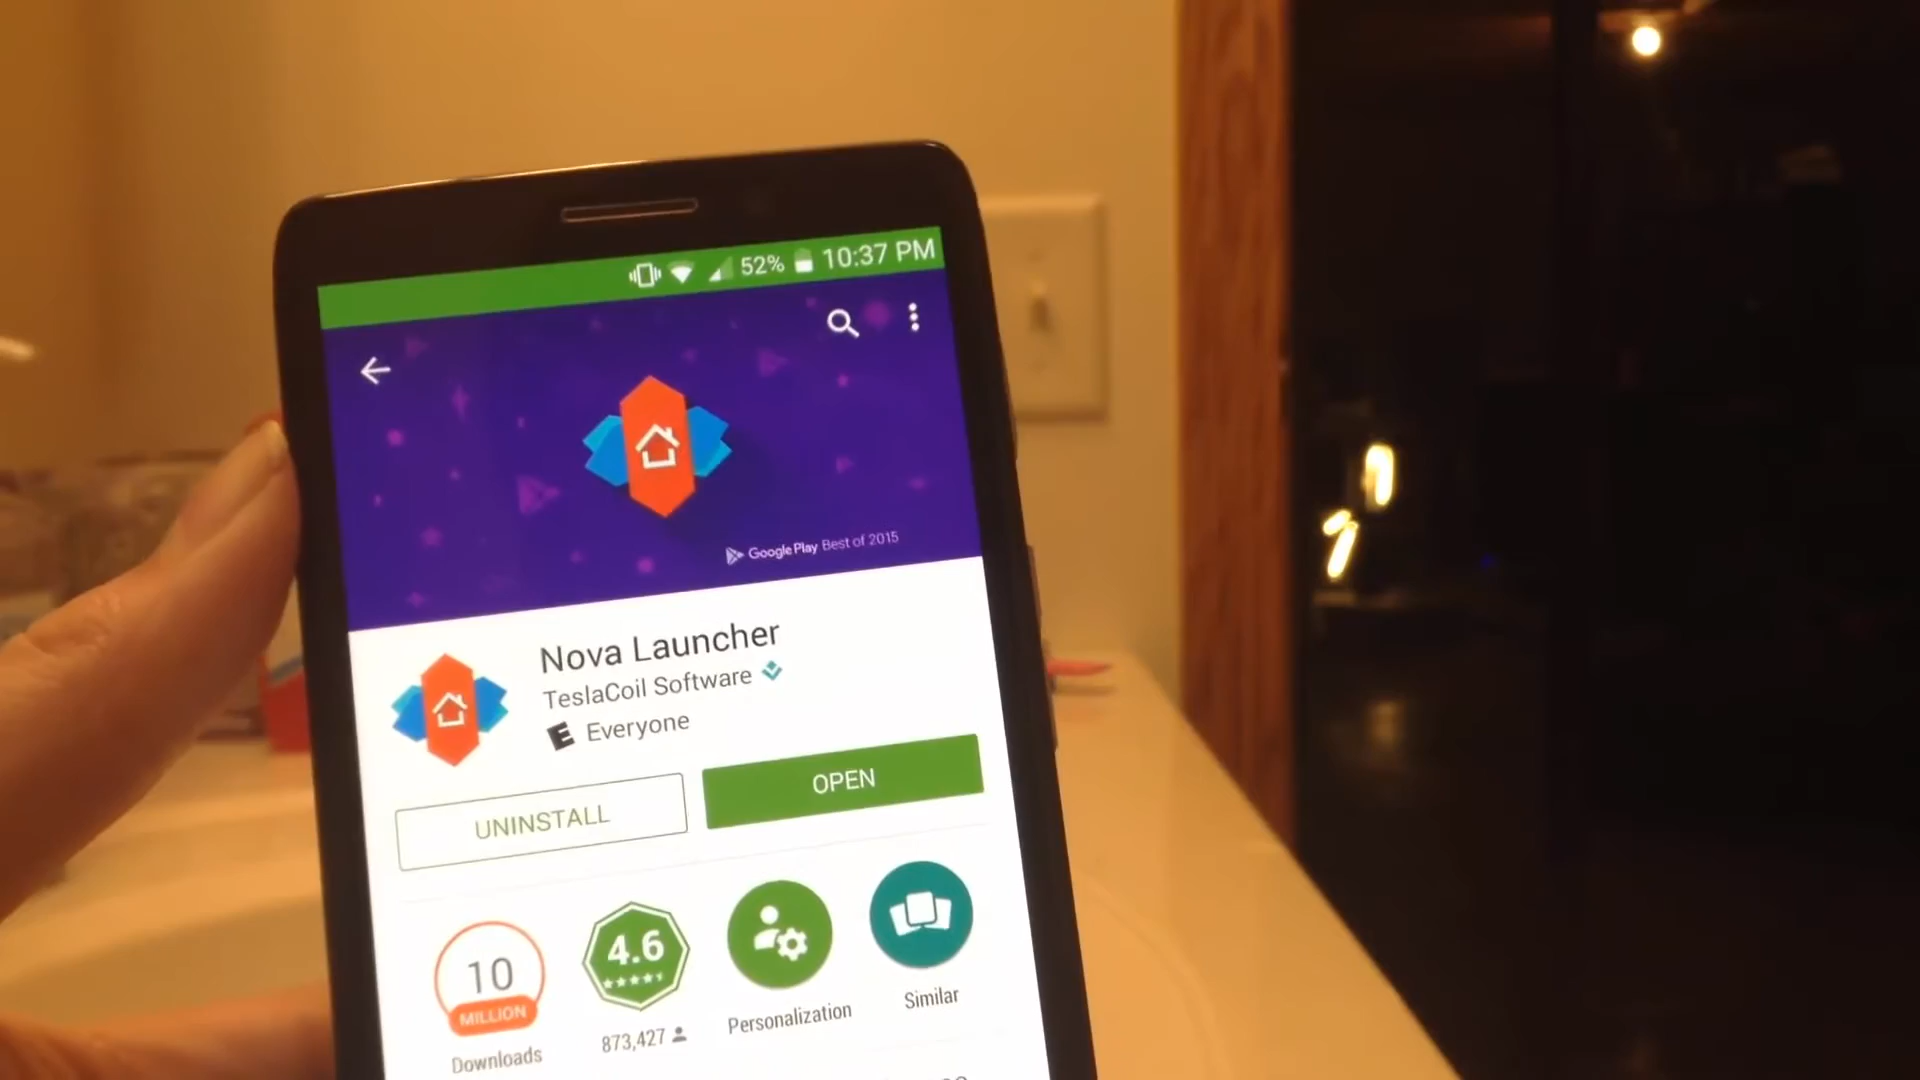 52% 10:37 PM
Google Play Best of 2015
Nova Launcher
TeslaCoil Software
E Everyone
UNINSTALL
OPEN
10
MILLION
Downloads
4.6
873,427
Personalization
Similar